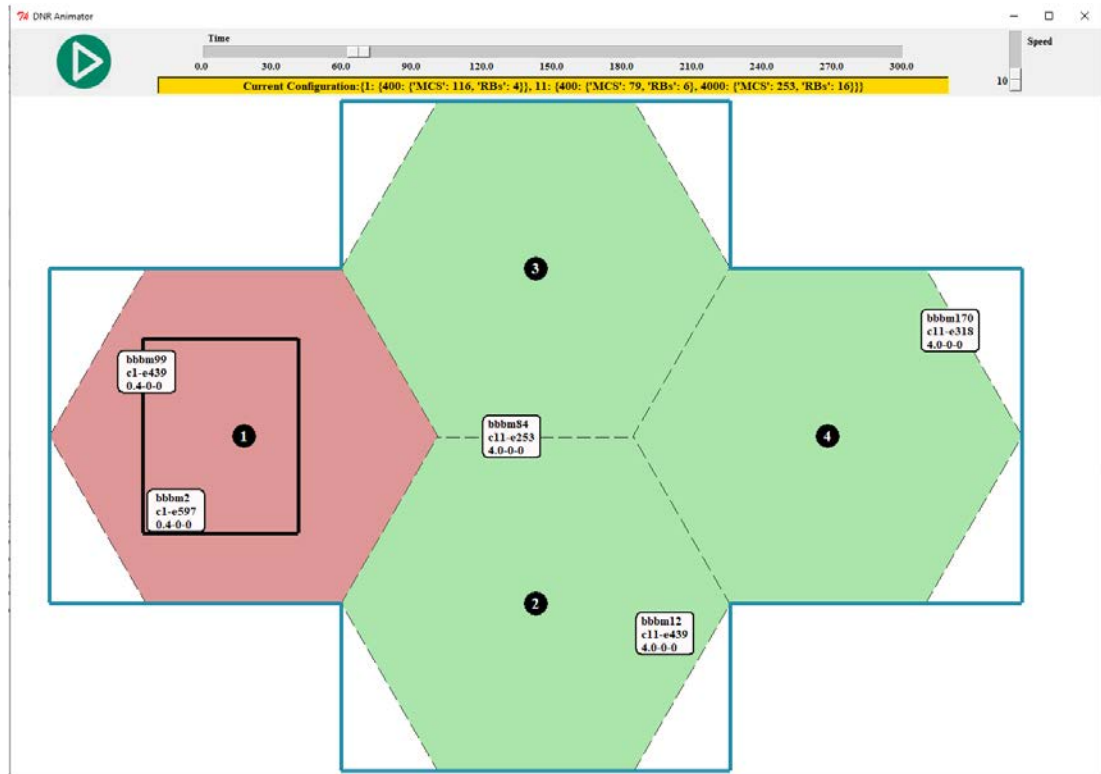 DNR Animator
Time
Speed
0.0 30.0 60.0 90.0 120.0 150.0 180.0 210.0 240.0 270.0 300.0
10
Current Configuration:{1: {400: {'MCS': 116, 'RBs': 4}}, 11: {400: {'MCS': 79, 'RBs': 6}, 4000: {'MCS': 253, 'RBs': 16}}}
3
bbbm170
c11-e318
4.0-0-0
bbbm99
c1-e439
0.4-0-0
1
bbbm84
c11-e253
4.0-0-0
4
bbbm2
c1-e597
0.4-0-0
2
bbbm12
c11-e439
4.0-0-0